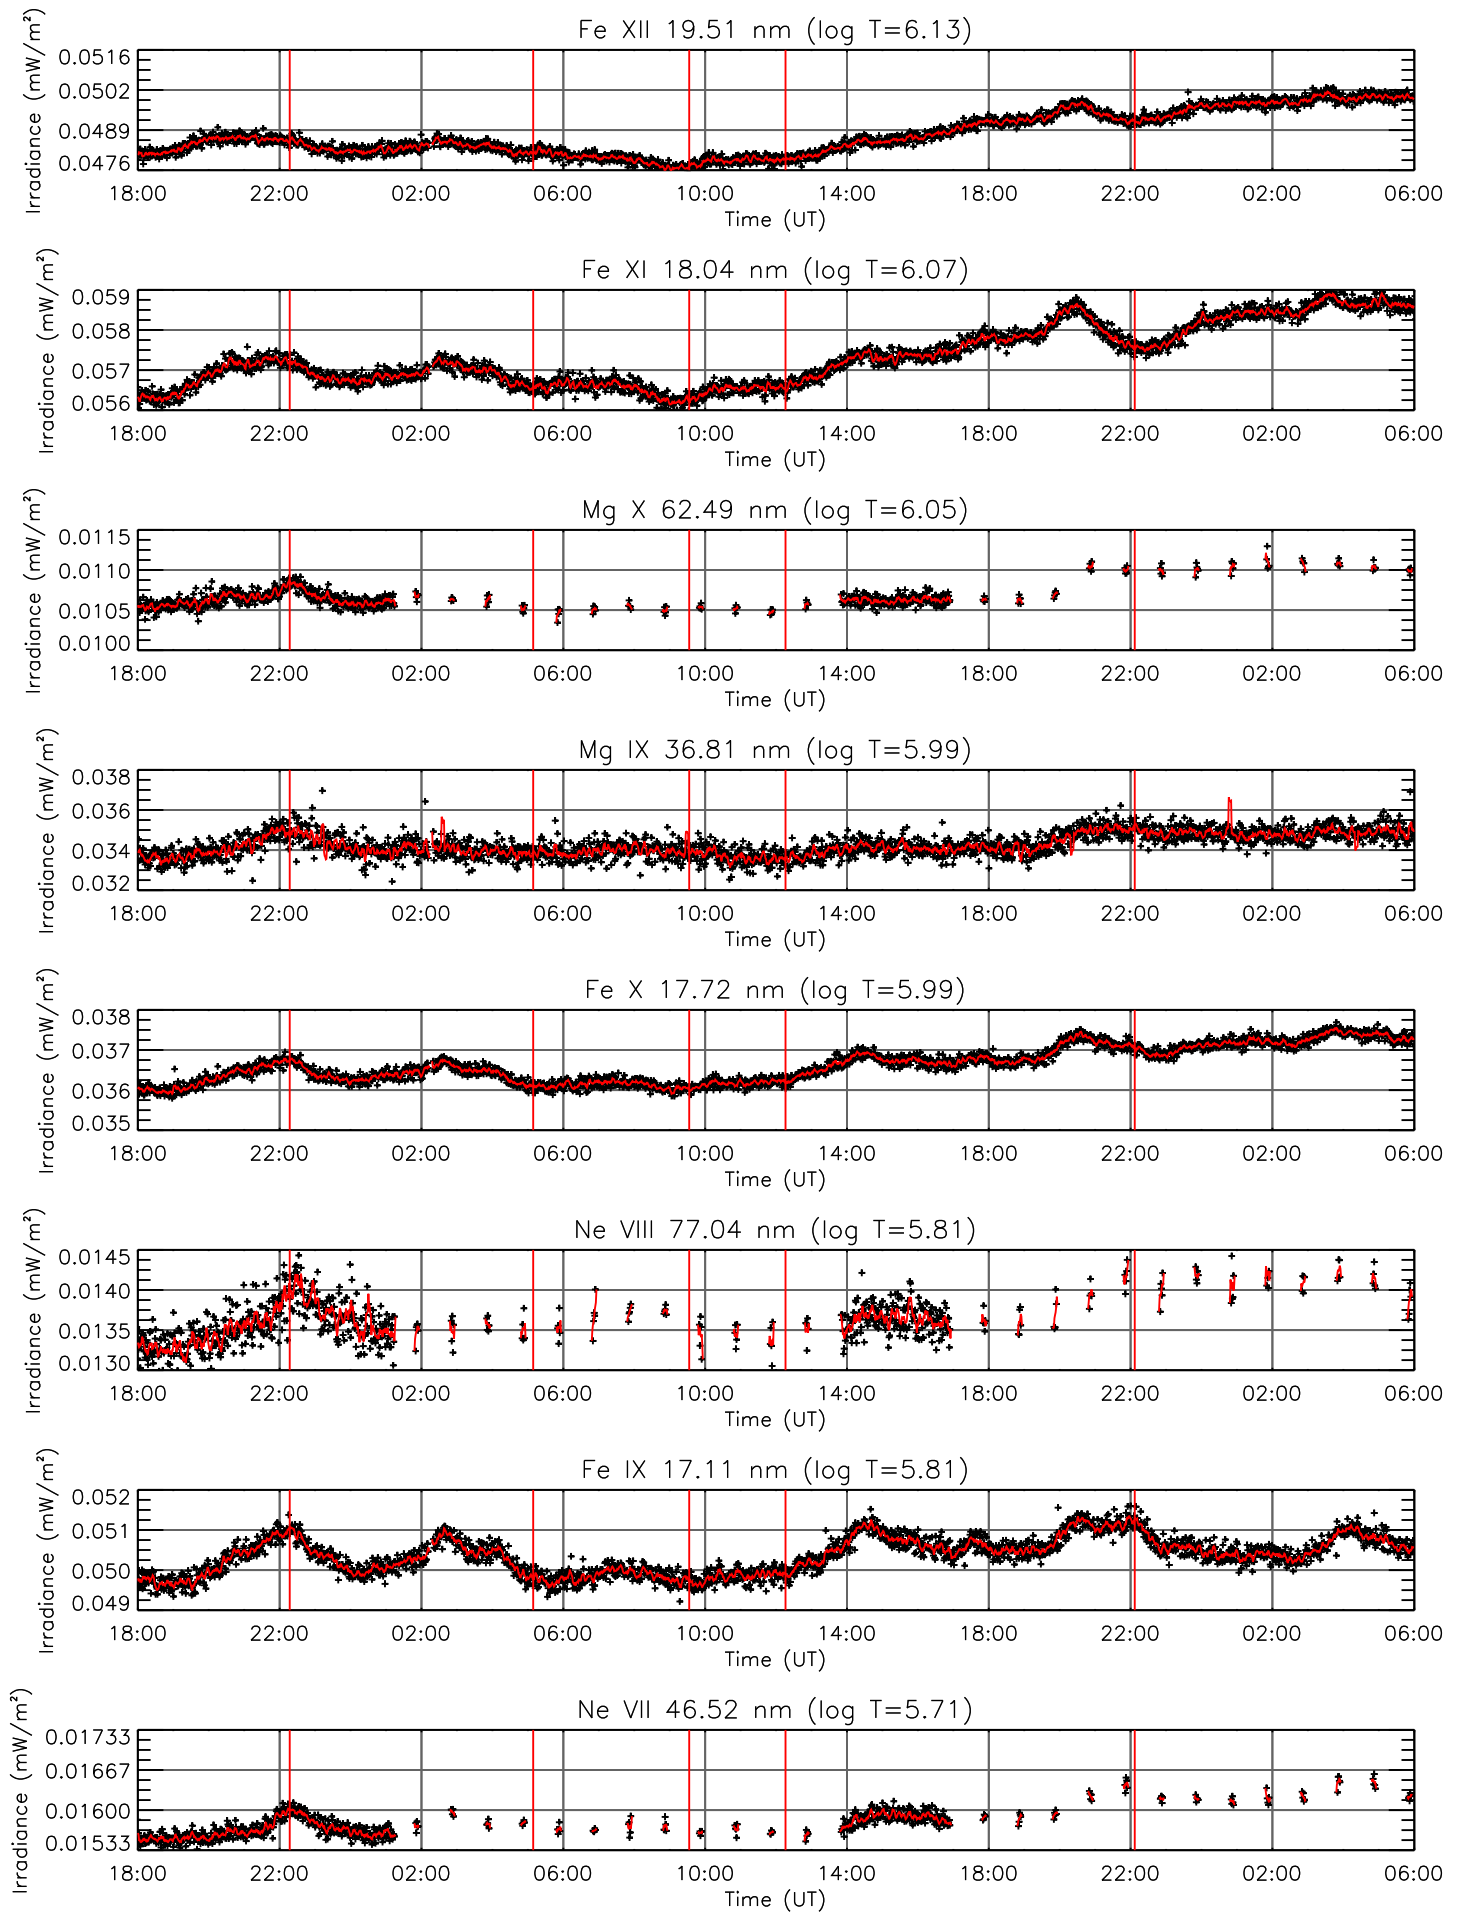 Fe XII 19.51 nm (log T=6.13)
Irradiance (mW/m²)
0.0516
0.0502
0.0489
0.0476
18:00 22:00 02:00 06:00 10:00 14:00 18:00 22:00 02:00 06:00
Time (UT)
Fe XI 18.04 nm (log T=6.07)
Irradiance (mW/m²)
0.059
0.058
0.057
0.056
18:00 22:00 02:00 06:00 10:00 14:00 18:00 22:00 02:00 06:00
Time (UT)
Mg X 62.49 nm (log T=6.05)
Irradiance (mW/m²)
0.0115
0.0110
0.0105
0.0100
18:00 22:00 02:00 06:00 10:00 14:00 18:00 22:00 02:00 06:00
Time (UT)
Mg IX 36.81 nm (log T=5.99)
Irradiance (mW/m²)
0.038
0.036
0.034
0.032
18:00 22:00 02:00 06:00 10:00 14:00 18:00 22:00 02:00 06:00
Time (UT)
Fe X 17.72 nm (log T=5.99)
Irradiance (mW/m²)
0.038
0.037
0.036
0.035
18:00 22:00 02:00 06:00 10:00 14:00 18:00 22:00 02:00 06:00
Time (UT)
Ne VIII 77.04 nm (log T=5.81)
Irradiance (mW/m²)
0.0145
0.0140
0.0135
0.0130
18:00 22:00 02:00 06:00 10:00 14:00 18:00 22:00 02:00 06:00
Time (UT)
Fe IX 17.11 nm (log T=5.81)
Irradiance (mW/m²)
0.052
0.051
0.050
0.049
18:00 22:00 02:00 06:00 10:00 14:00 18:00 22:00 02:00 06:00
Time (UT)
Ne VII 46.52 nm (log T=5.71)
Irradiance (mW/m²)
0.01733
0.01667
0.01600
0.01533
18:00 22:00 02:00 06:00 10:00 14:00 18:00 22:00 02:00 06:00
Time (UT)